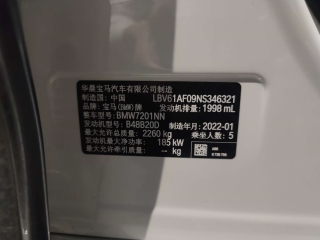 华晨宝马汽车有限公司制造
制造国：中国 LBV61AF09NS346321
品牌：宝马(BMW)牌 发动机排量：1998 mL
整车型号：BMW7201NN
发动机型号：B48B20D 制造年月：2022-01
最大允许总质量：2260 kg 乘坐人数：5
发动机最大净功率：185 kW
最大允许牵引质量：— kg